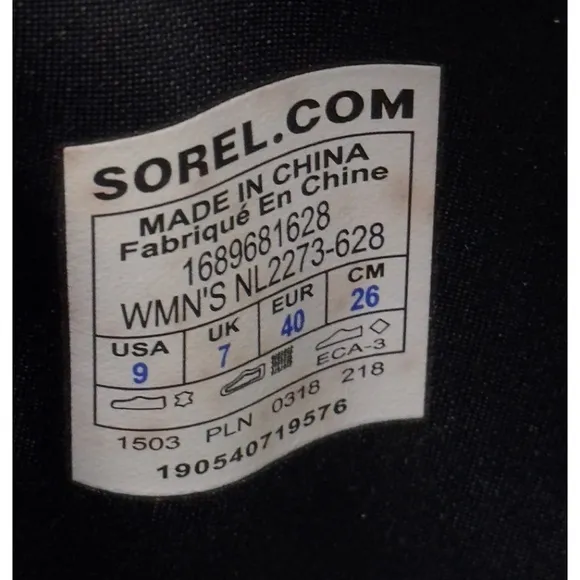 SOREL.COM
MADE IN CHINA
Fabriqué En Chine
1689681628
WMN'S NL2273-628
USA UK EUR CM
9 7 40 26
ECA-3
1503 PLN 0318 218
190540719576